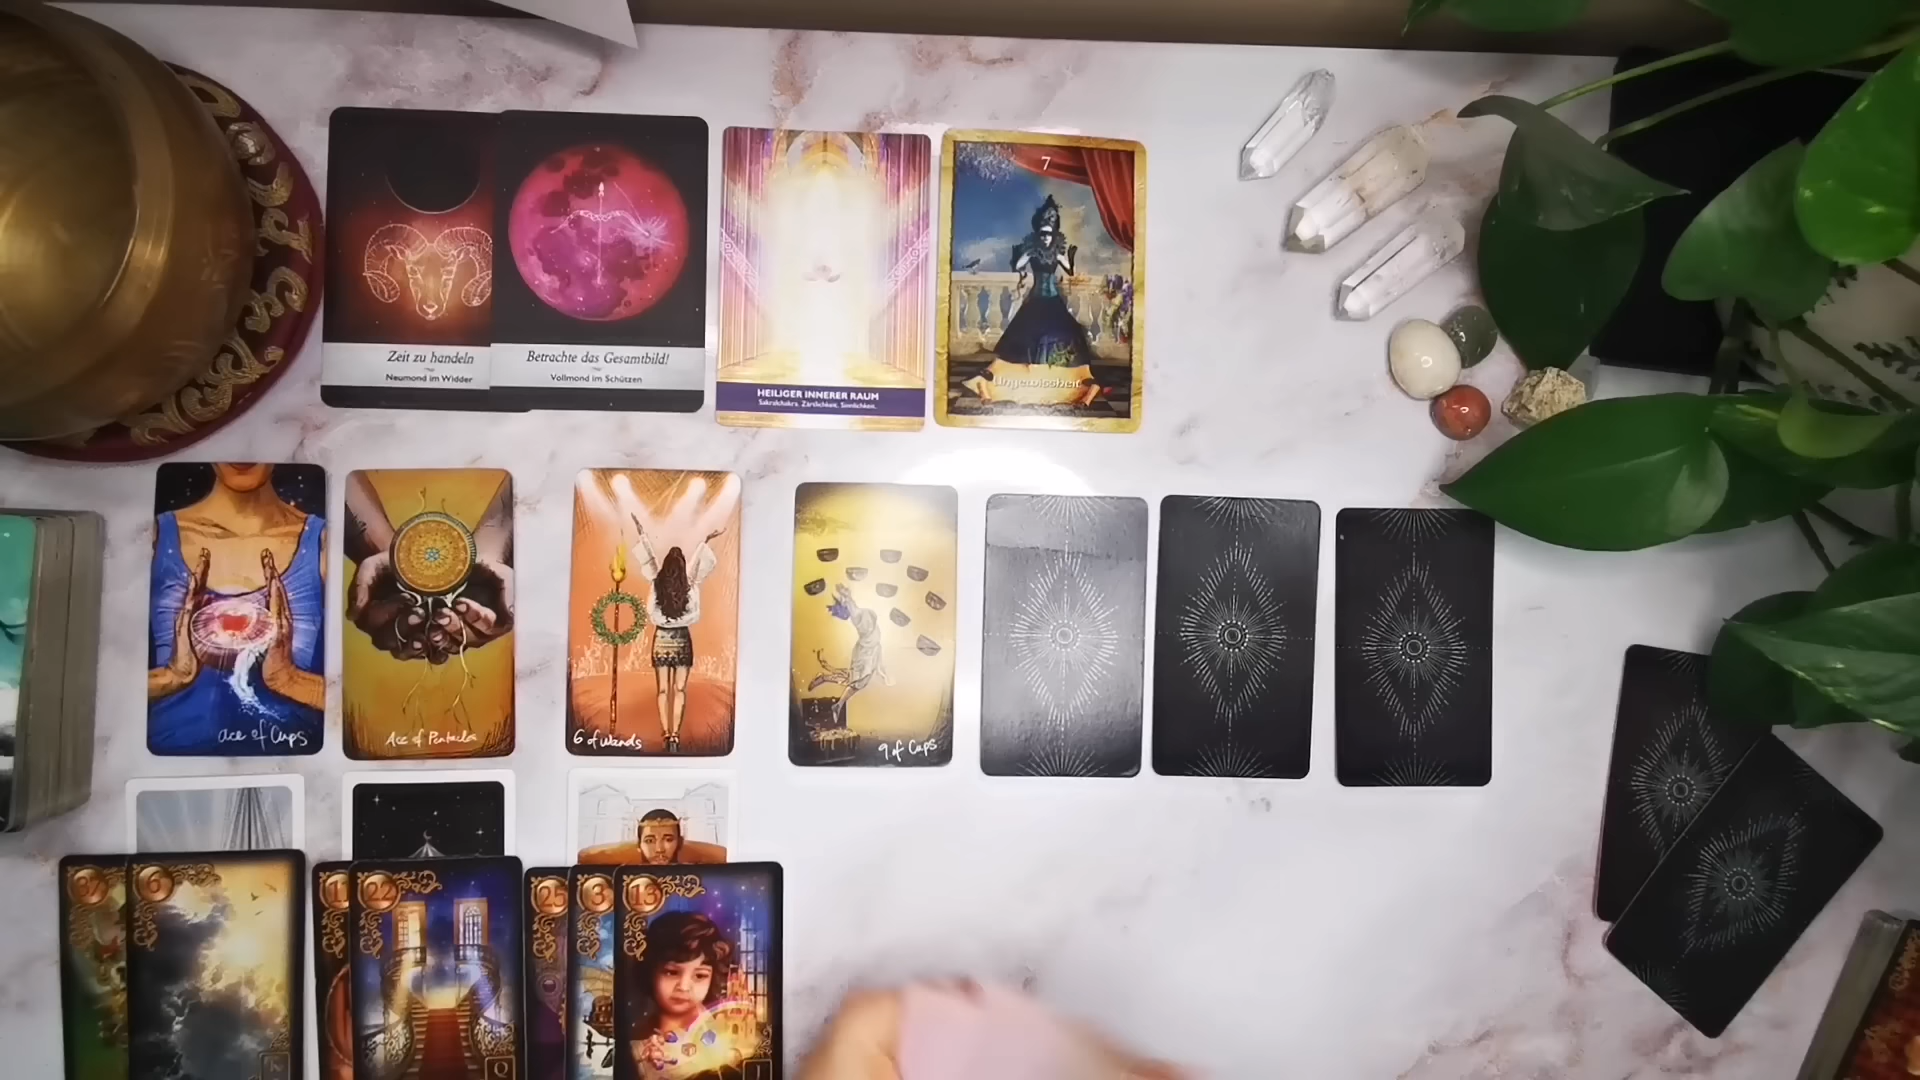 Zeit zu handeln
Neumond im Widder
Betrachte das Gesamtbild!
Vollmond im Schützen
HEILIGER INNERER RAUM
Sakralchakra. Zärtlichkeit. Sinnlichkeit.
7
Ungewissheit
ace of Cups
Ace of Pentacles
6 of Wands
9 of Cups
6
22
25
3
13
Q